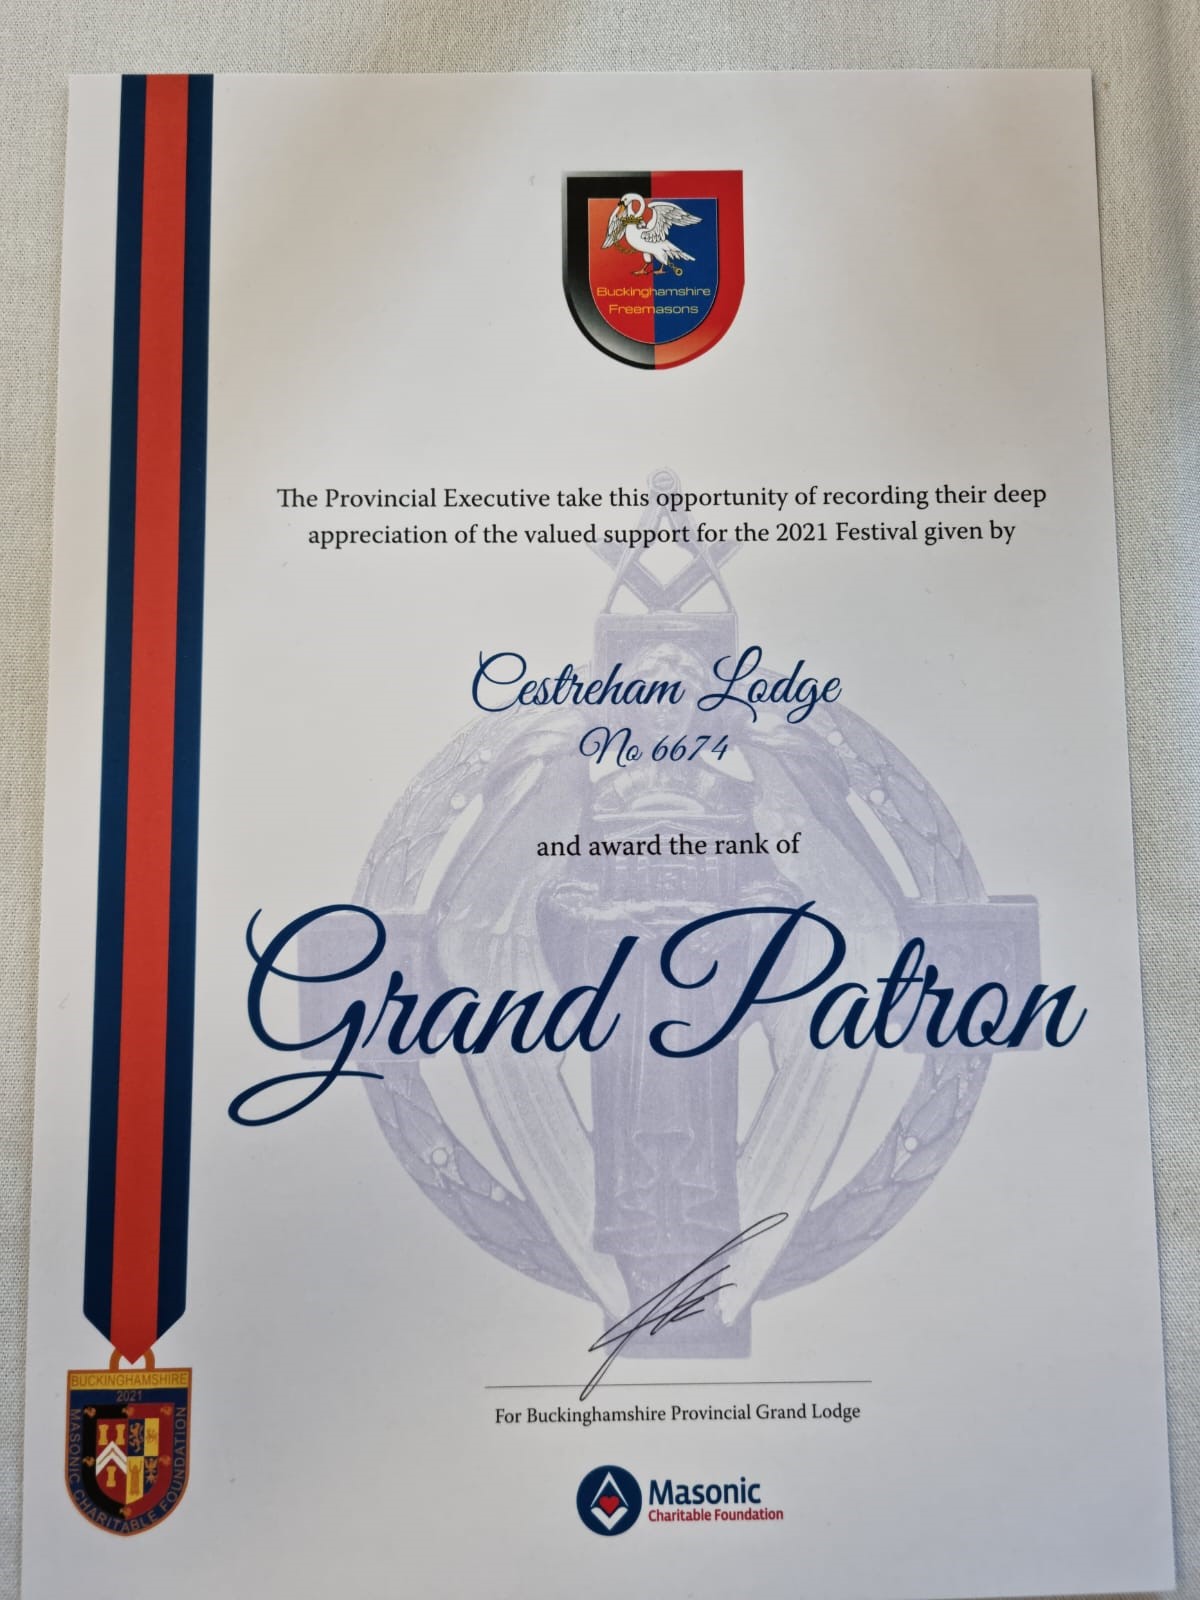 Buckinghamshire
Freemasons
The Provincial Executive take this opportunity of recording their deep
appreciation of the valued support for the 2021 Festival given by
Cestreham Lodge
No 6674
and award the rank of
Grand Patron
For Buckinghamshire Provincial Grand Lodge
BUCKINGHAMSHIRE
2021
MASONIC CHARITABLE FOUNDATION
Masonic
Charitable Foundation